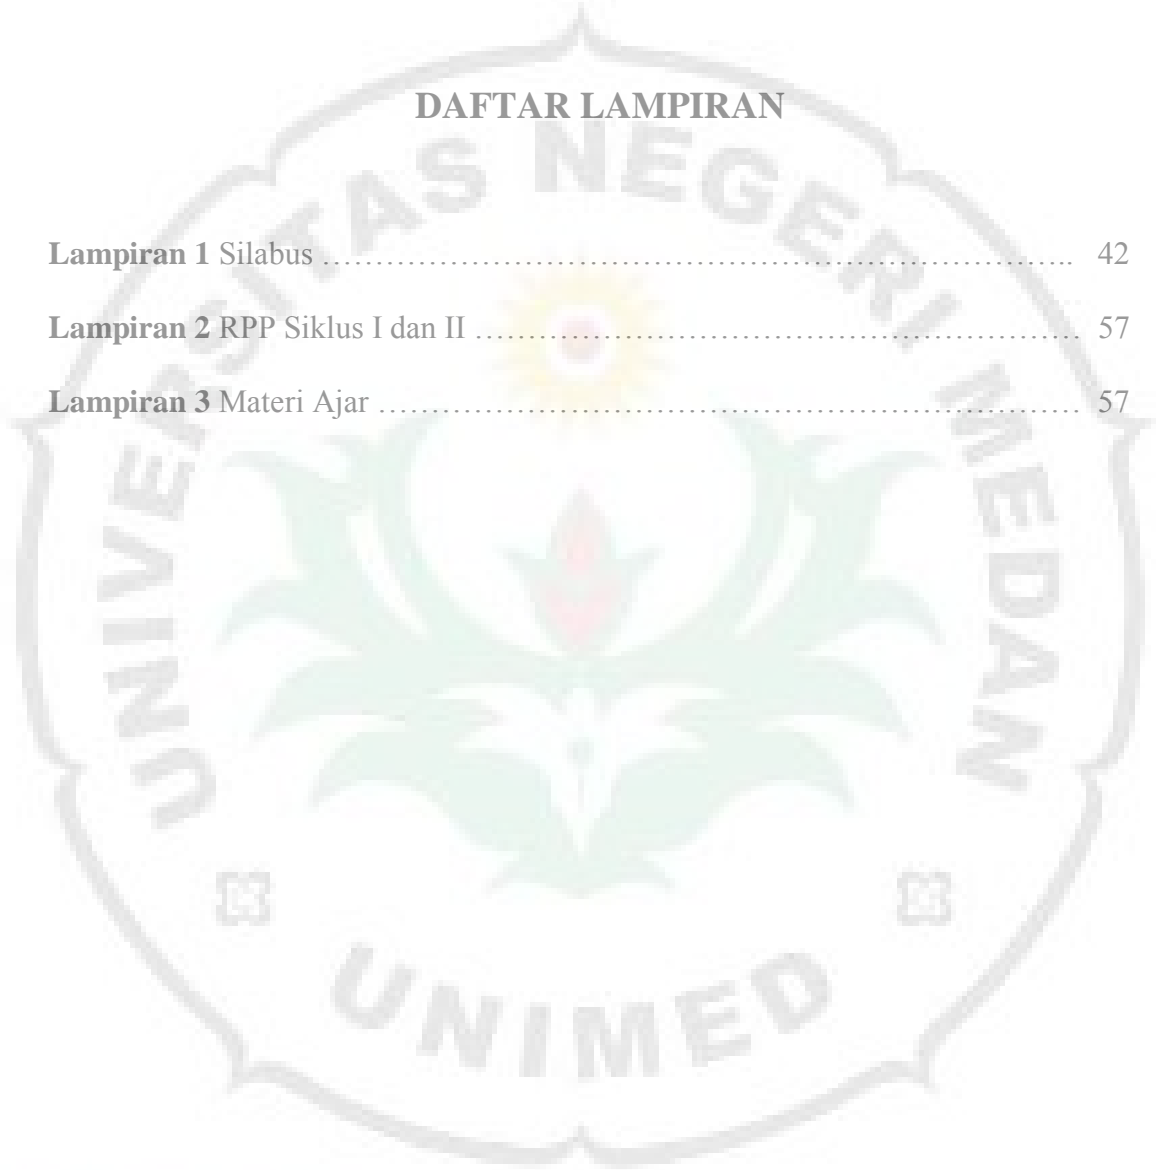 DAFTAR LAMPIRAN
Lampiran 1 Silabus ………………………………………………………………….. 42
Lampiran 2 RPP Siklus I dan II ……………………………………………………. 57
Lampiran 3 Materi Ajar ……………………………………………………………. 57
UNIVERSITAS NEGERI MEDAN
UNIMED